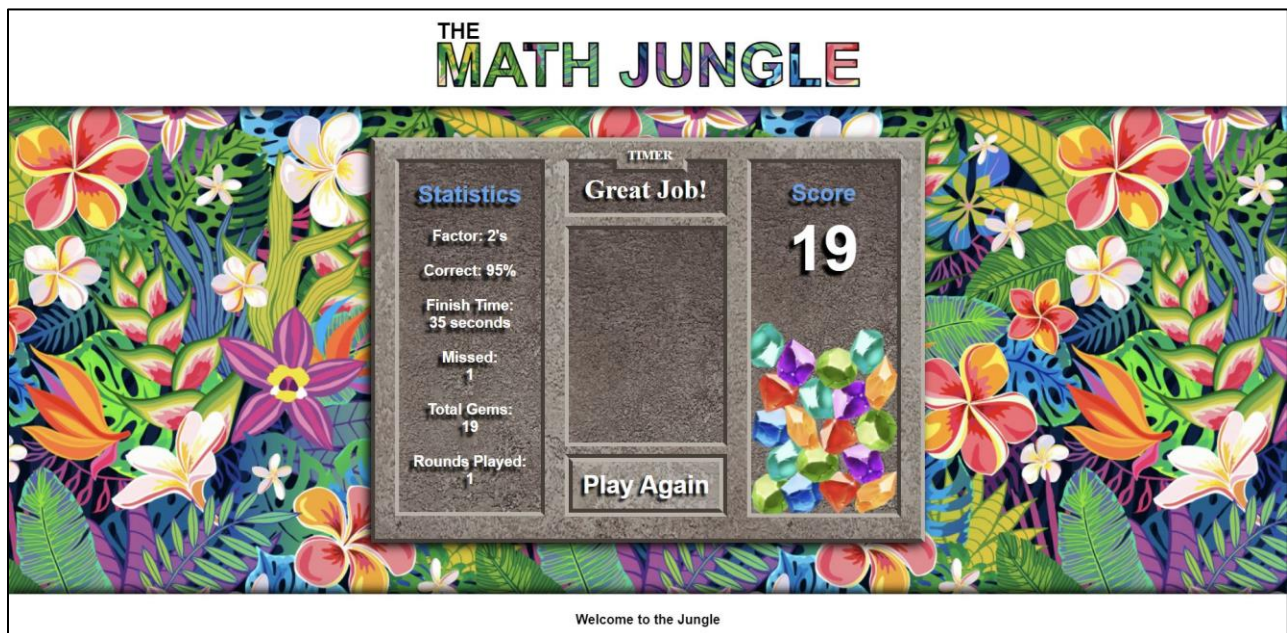 THE
MATH JUNGLE
Statistics
Factor: 2's
Correct: 95%
Finish Time:
35 seconds
Missed:
1
Total Gems:
19
Rounds Played:
1
TIMER
Great Job!
Play Again
Score
19
Welcome to the Jungle